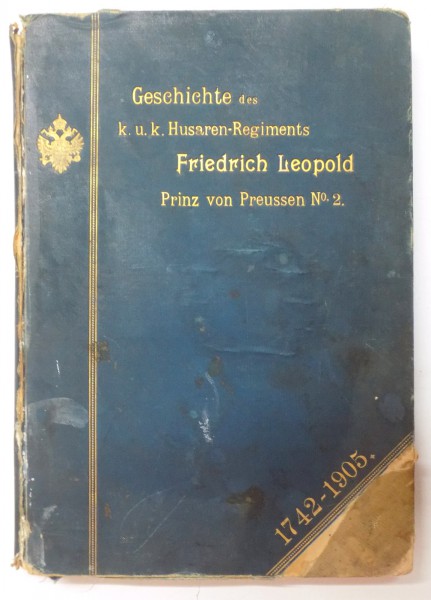 Geschichte des
k. u. k. Husaren-Regiments
Friedrich Leopold
Prinz von Preussen No. 2.
1742-1905.